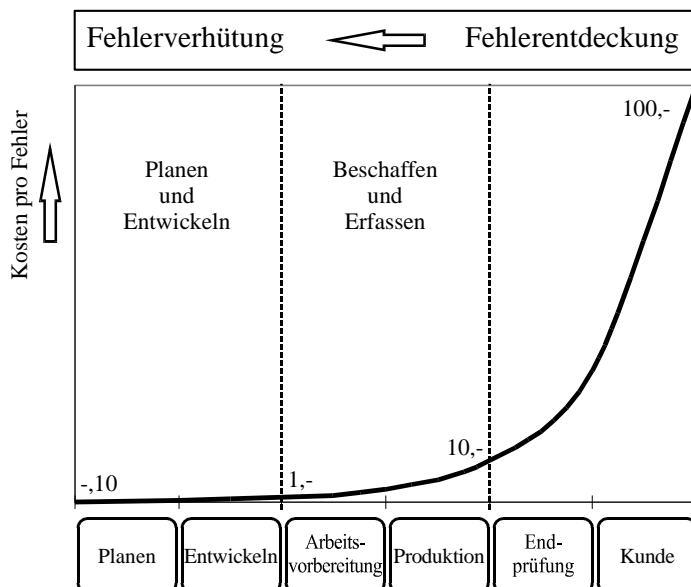 Fehlerverhütung Fehlerentdeckung
Kosten pro Fehler
100,-
Planen
und
Entwickeln
Beschaffen
und
Erfassen
-,10
1,-
10,-
Planen
Entwickeln
Arbeits-
vorbereitung
Produktion
End-
prüfung
Kunde